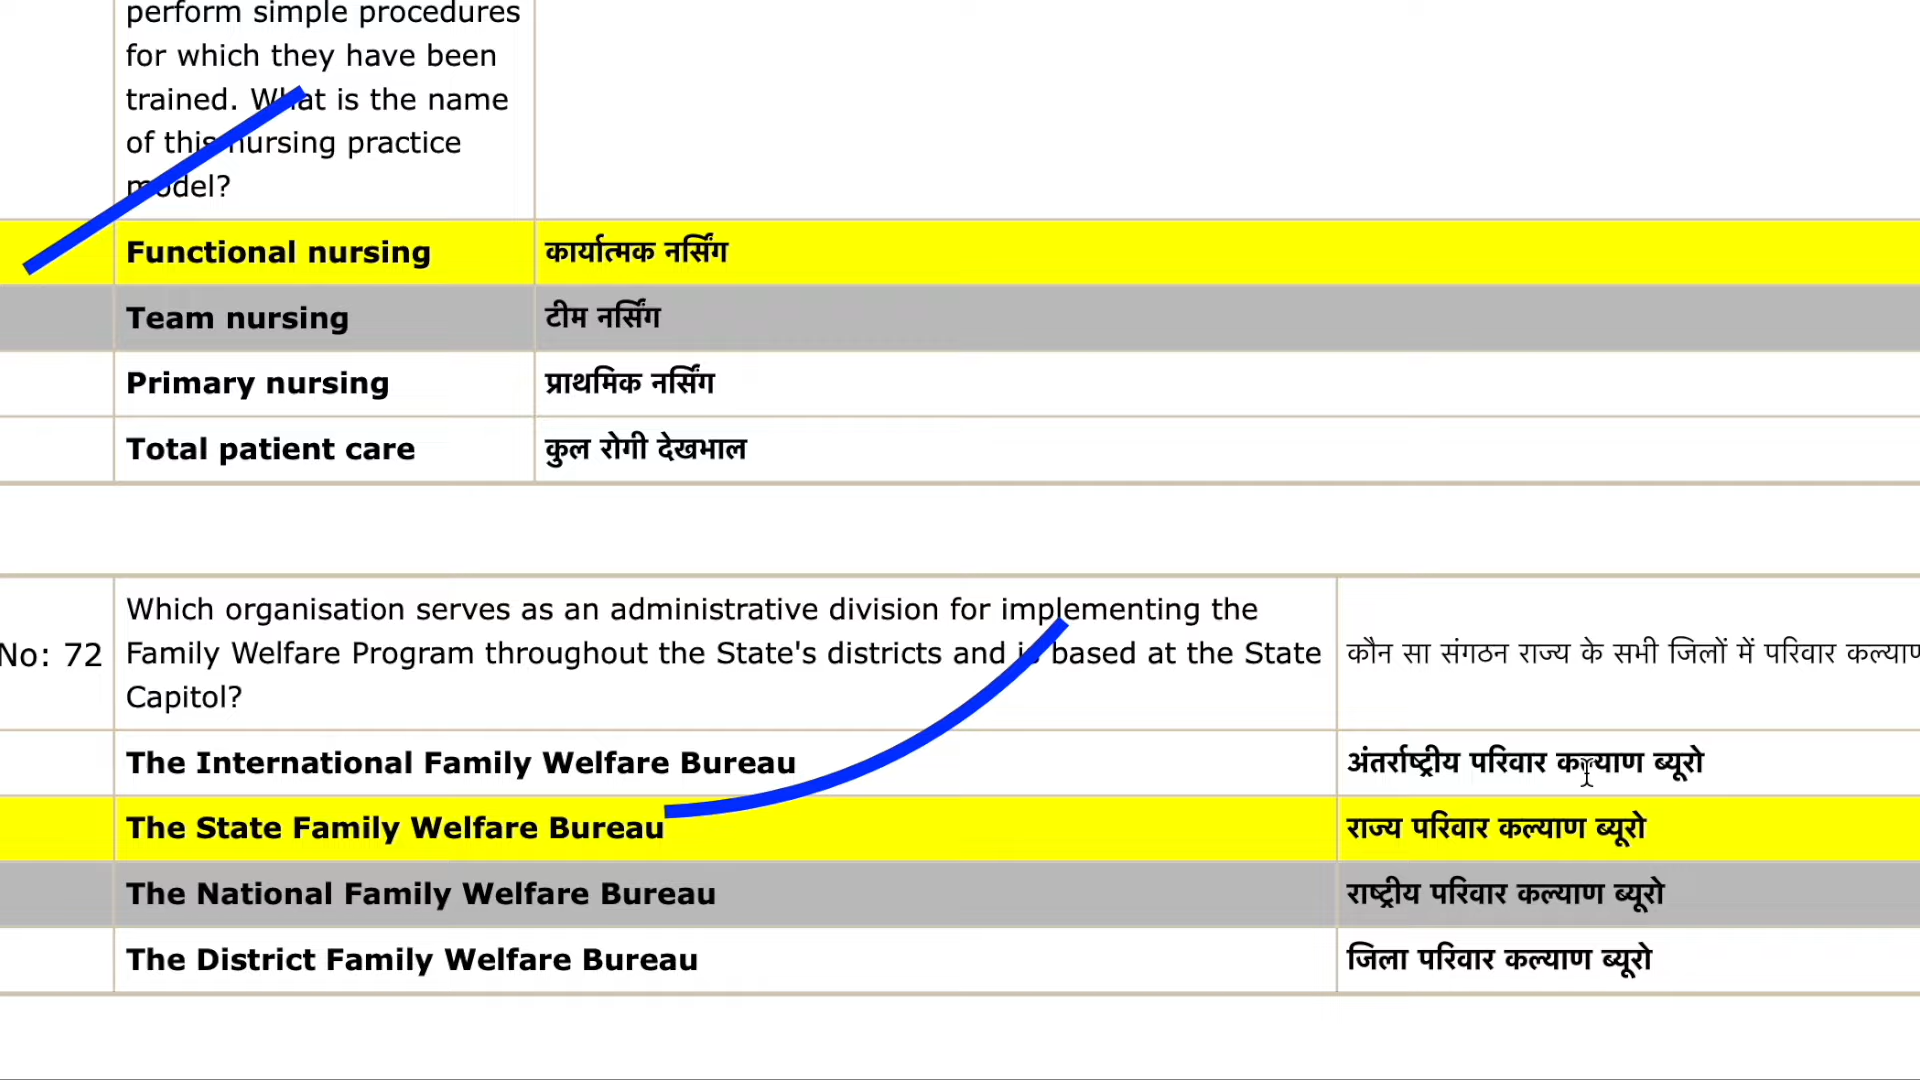 perform simple procedures
for which they have been
trained. What is the name
of this nursing practice
model?
Functional nursing
कार्यात्मक नर्सिंग
Team nursing
टीम नर्सिंग
Primary nursing
प्राथमिक नर्सिंग
Total patient care
कुल रोगी देखभाल
No: 72
Which organisation serves as an administrative division for implementing the
Family Welfare Program throughout the State's districts and is based at the State
Capitol?
कौन सा संगठन राज्य के सभी जिलों में परिवार कल्याण
The International Family Welfare Bureau
अंतर्राष्ट्रीय परिवार कल्याण ब्यूरो
The State Family Welfare Bureau
राज्य परिवार कल्याण ब्यूरो
The National Family Welfare Bureau
राष्ट्रीय परिवार कल्याण ब्यूरो
The District Family Welfare Bureau
जिला परिवार कल्याण ब्यूरो